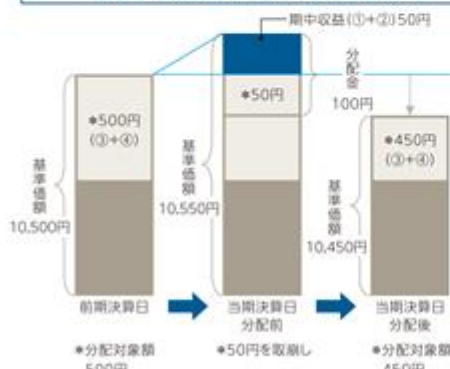 期中収益(①+②)50円
分配金
100円
*50円
*500円
(③+④)
*450円
(③+④)
基準価額
10,500円
基準価額
10,550円
基準価額
10,450円
前期決算日
当期決算日
分配前
当期決算日
分配後
*分配対象額
500円
*50円を取崩し
*分配対象額
450円